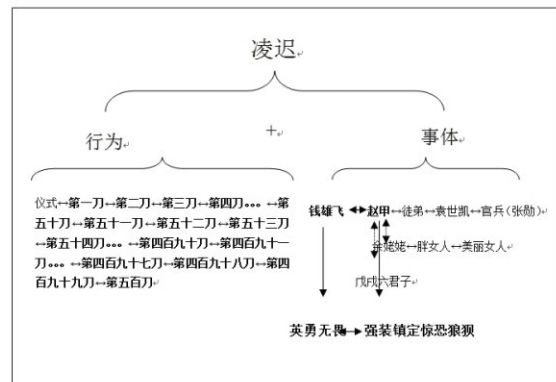 凌迟
行为
+
事体
仪式↔第一刀↔第二刀↔第三刀↔第四刀。。。↔第
五十刀↔第五十一刀↔第五十二刀↔第五十三刀
↔第五十四刀。。。↔第四百九十刀↔第四百九十一
刀。。。↔第四百九十七刀↔第四百九十八刀↔第四
百九十九刀↔第五百刀
钱雄飞↔赵甲↔徒弟↔袁世凯↔官兵(张勋)
余姥姥↔胖女人↔美丽女人
戊戌六君子
英勇无畏↔强装镇定惊恐狼狈